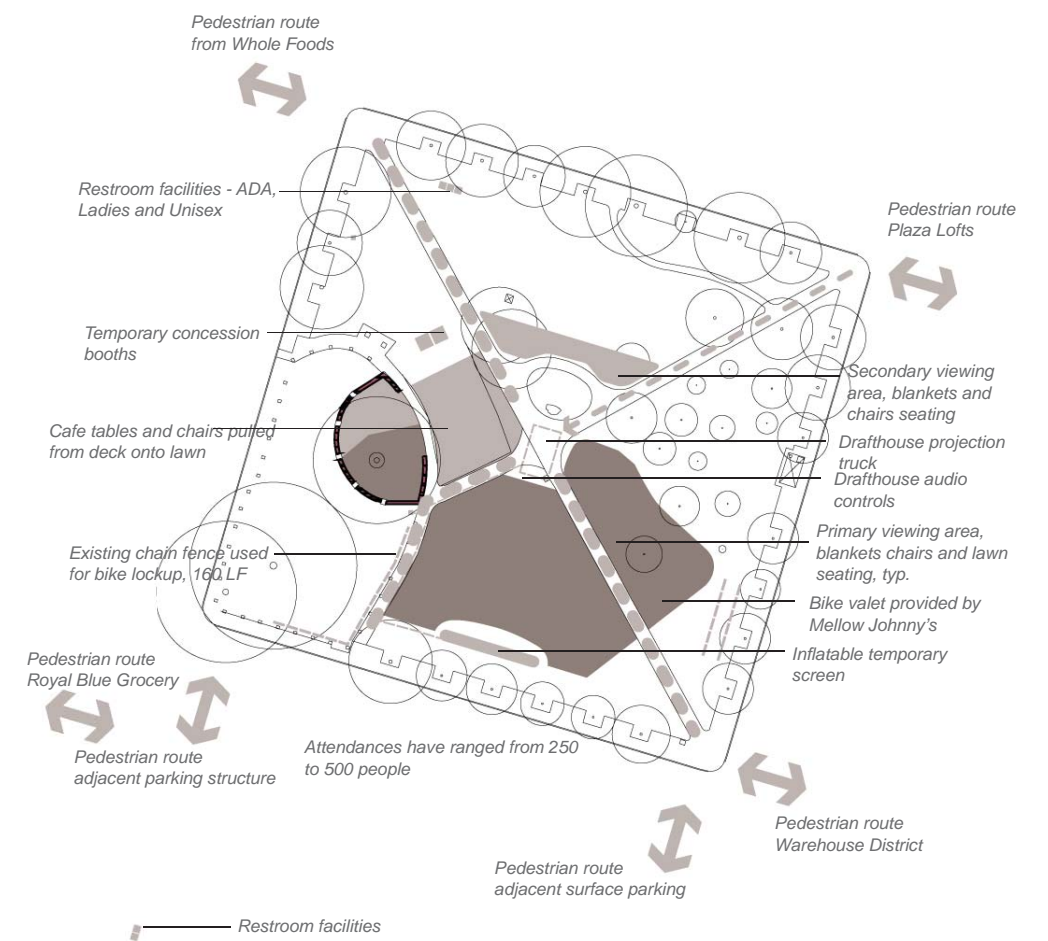 Pedestrian route
from Whole Foods
Restroom facilities - ADA,
Ladies and Unisex
Pedestrian route
Plaza Lofts
Temporary concession
booths
Secondary viewing
area, blankets and
chairs seating
Cafe tables and chairs pulled
from deck onto lawn
Drafthouse projection
truck
Drafthouse audio
controls
Primary viewing area,
blankets chairs and lawn
seating, typ.
Existing chain fence used
for bike lockup, 160 LF
Bike valet provided by
Mellow Johnny's
Inflatable temporary
screen
Pedestrian route
Royal Blue Grocery
Pedestrian route
adjacent parking structure
Attendances have ranged from 250
to 500 people
Pedestrian route
Warehouse District
Pedestrian route
adjacent surface parking
Restroom facilities